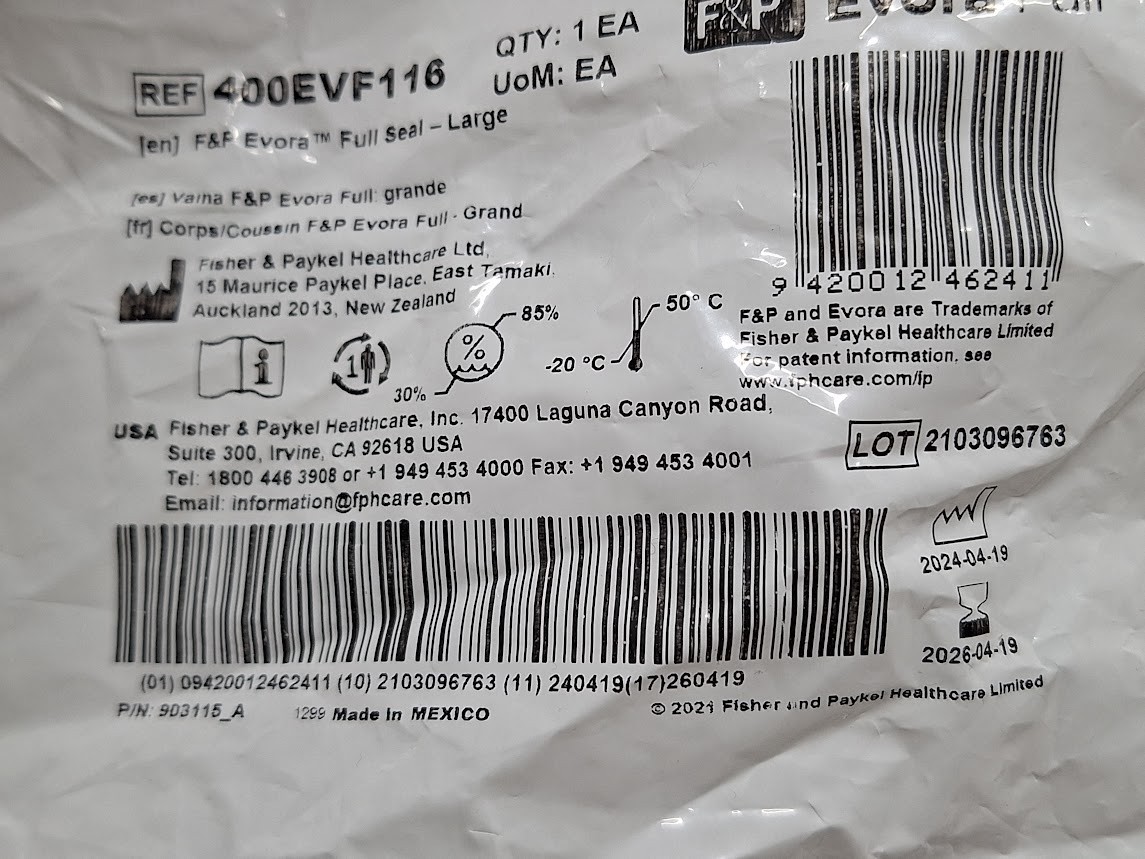 F&P Evora
QTY: 1 EA
UoM: EA
REF 400EVF116
[en] F&P Evora™ Full Seal – Large
[es] Vaina F&P Evora Full: grande
[fr] Corps/Coussin F&P Evora Full - Grand
Fisher & Paykel Healthcare Ltd,
15 Maurice Paykel Place, East Tamaki,
Auckland 2013, New Zealand
9 420012 462411
F&P and Evora are Trademarks of
Fisher & Paykel Healthcare Limited
For patent information, see
www.fphcare.com/ip
i
1
30% % 85%
-20 °C 50° C
USA Fisher & Paykel Healthcare, Inc. 17400 Laguna Canyon Road,
Suite 300, Irvine, CA 92618 USA
Tel: 1800 446 3908 or +1 949 453 4000 Fax: +1 949 453 4001
Email: information@fphcare.com
LOT 2103096763
2024-04-19
2026-04-19
(01) 09420012462411 (10) 2103096763 (11) 240419(17)260419
P/N: 903115_A 1299 Made in MEXICO
© 2021 Fisher and Paykel Healthcare Limited